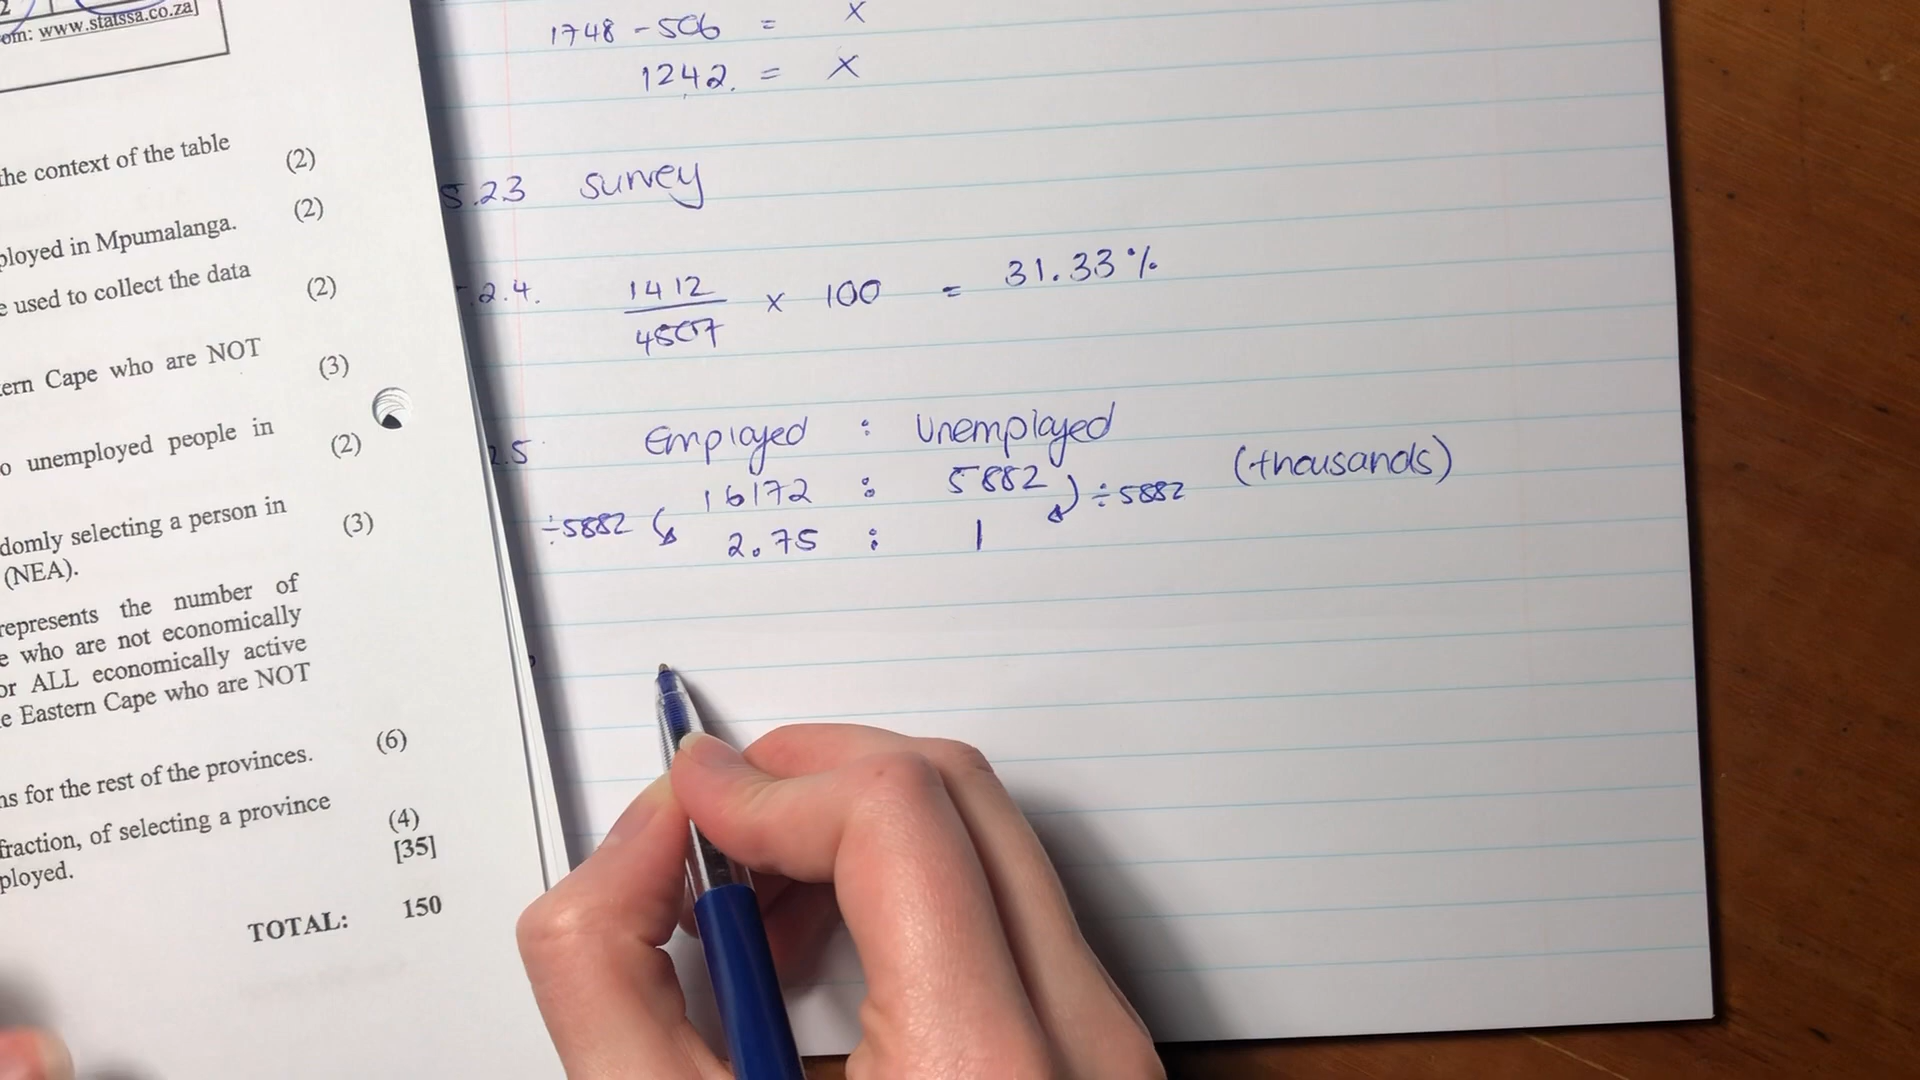 om: www.statssa.co.za]
the context of the table (2)
ployed in Mpumalanga. (2)
e used to collect the data (2)
ern Cape who are NOT (3)
o unemployed people in (2)
domly selecting a person in
(NEA). (3)
represents the number of
e who are not economically
or ALL economically active
e Eastern Cape who are NOT (6)
ns for the rest of the provinces.
fraction, of selecting a province (4)
ployed. [35]
TOTAL: 150
1748 - 506 = x
1242. = x
5.23 survey
.2.4. 1412 / 4507 x 100 = 31.33%
2.5 Employed : Unemployed
16172 : 5882 (thousands)
÷5882 ÷5882
2.75 : 1